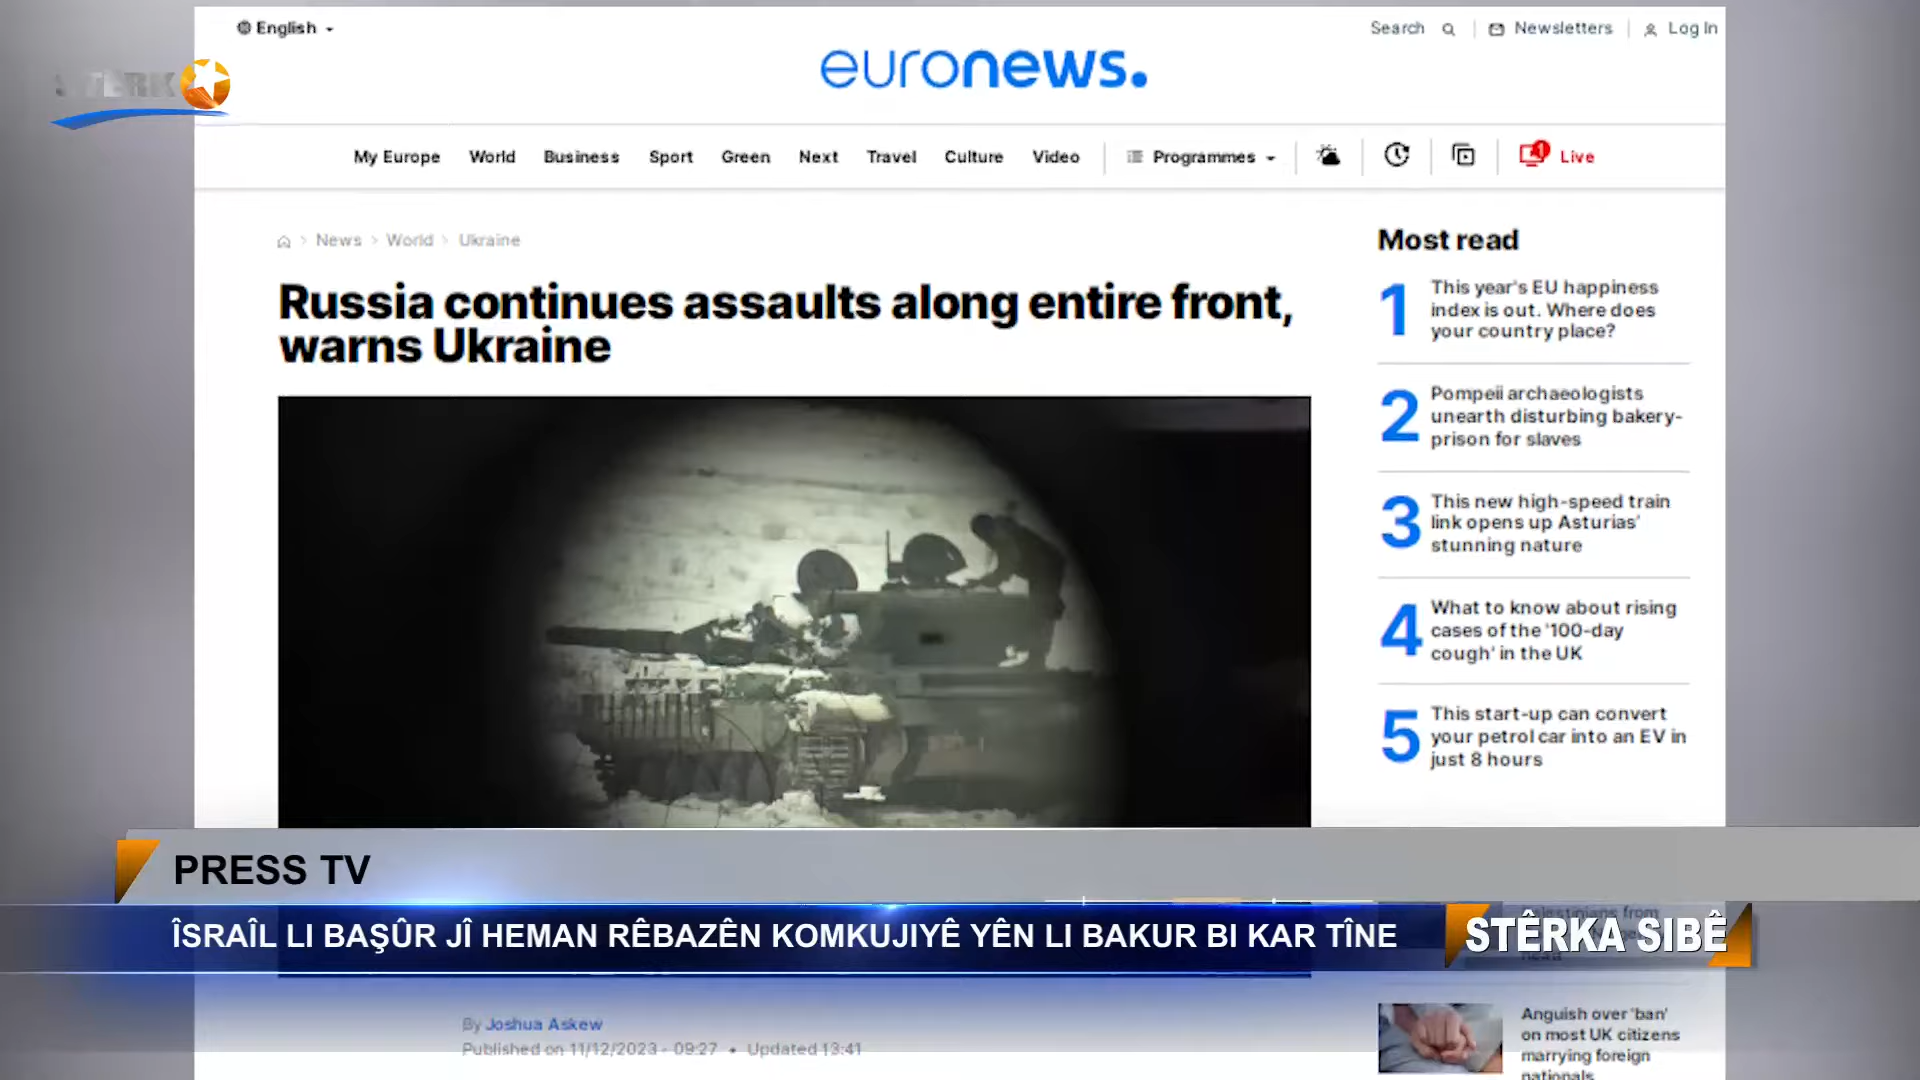 English
Search
Newsletters
Log In
STÊRK
euronews.
My Europe
World
Business
Sport
Green
Next
Travel
Culture
Video
Programmes
1
Live
News > World > Ukraine
Russia continues assaults along entire front,
warns Ukraine
Most read
1
This year's EU happiness
index is out. Where does
your country place?
2
Pompeii archaeologists
unearth disturbing bakery-
prison for slaves
3
This new high-speed train
link opens up Asturias'
stunning nature
4
What to know about rising
cases of the '100-day
cough' in the UK
5
This start-up can convert
your petrol car into an EV in
just 8 hours
PRESS TV
ÎSRAÎL LI BAŞÛR JÎ HEMAN RÊBAZÊN KOMKUJIYÊ YÊN LI BAKUR BI KAR TÎNE
STÊRKA SIBÊ
Palestinians from
By Joshua Askew
Published on 11/12/2023 - 09:27 • Updated 13:41
Anguish over 'ban'
on most UK citizens
marrying foreign
nationals